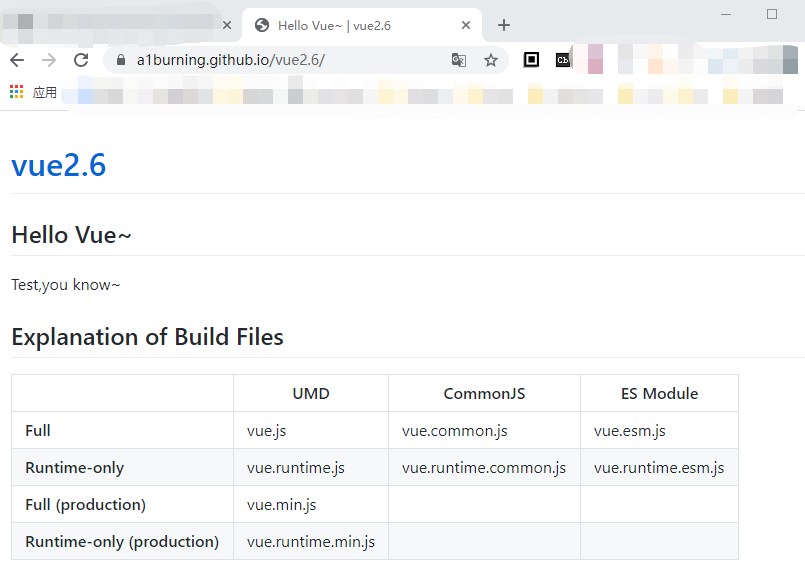 Hello Vue~ | vue2.6
a1burning.github.io/vue2.6/
应用
vue2.6
Hello Vue~
Test,you know~
Explanation of Build Files
UMD CommonJS ES Module
Full vue.js vue.common.js vue.esm.js
Runtime-only vue.runtime.js vue.runtime.common.js vue.runtime.esm.js
Full (production) vue.min.js
Runtime-only (production) vue.runtime.min.js